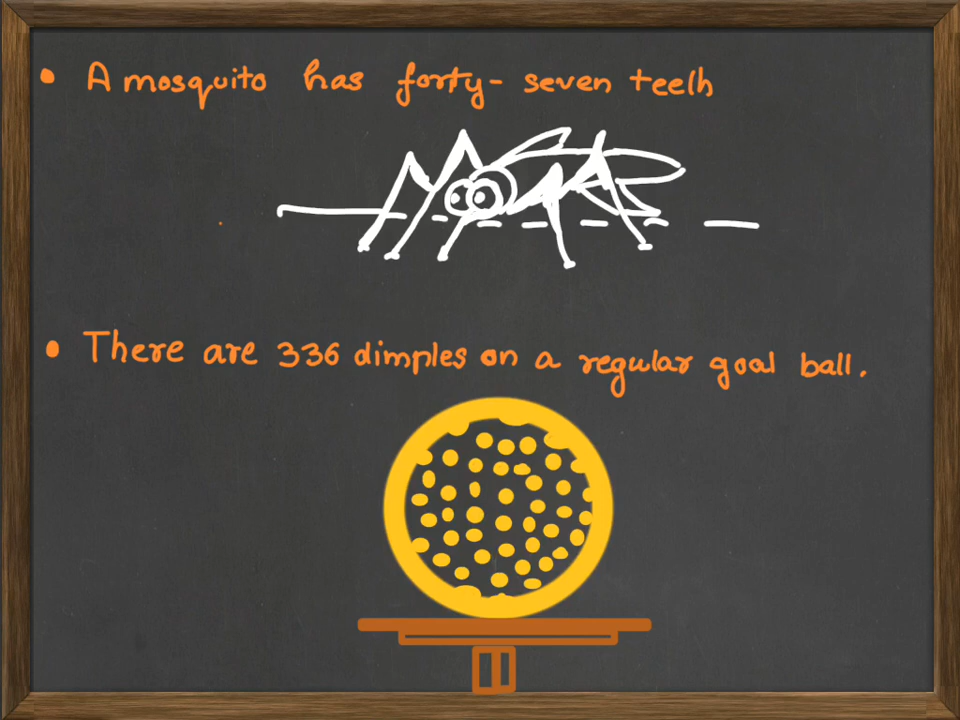 • A mosquito has forty-seven teeth
• There are 336 dimples on a regular goal ball.